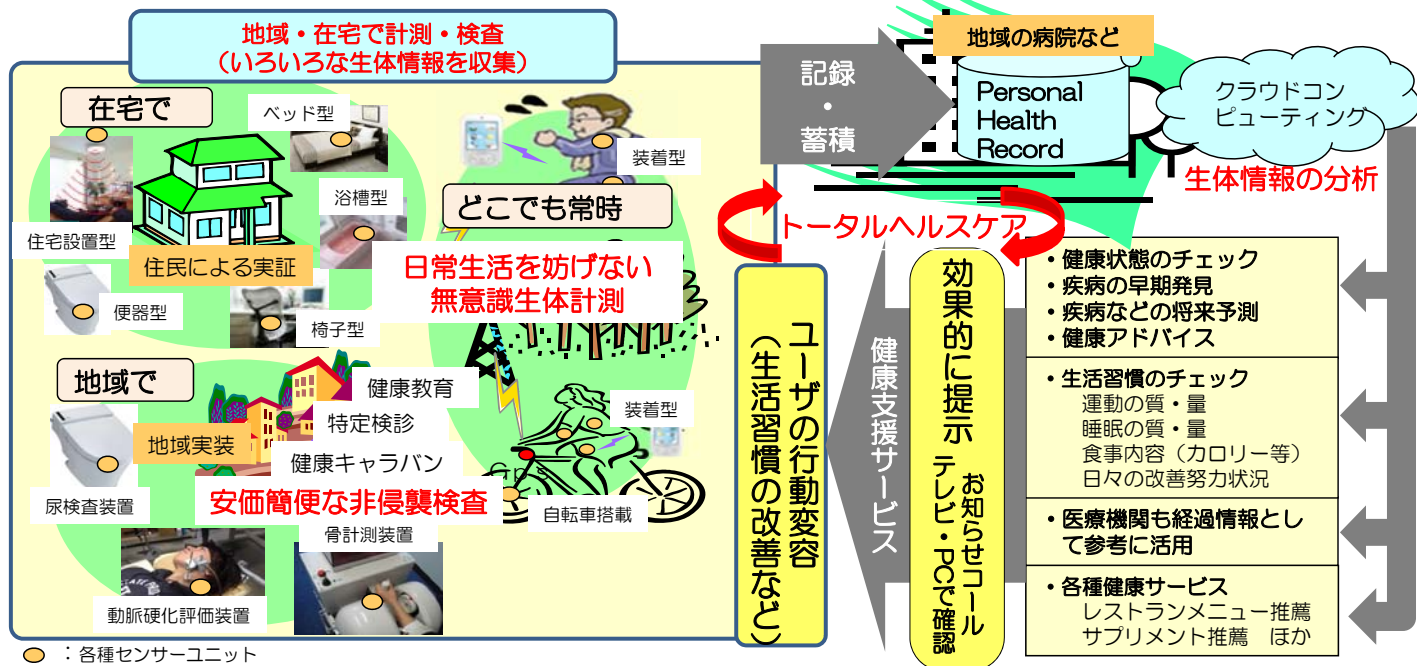 地域・在宅で計測・検査
（いろいろな生体情報を収集）
在宅で
ベッド型
住宅設置型
浴槽型
住民による実証
便器型
椅子型
装着型
どこでも常時
日常生活を妨げない
無意識生体計測
地域で
健康教育
特定検診
地域実装
健康キャラバン
安価簡便な非侵襲検査
尿検査装置
骨計測装置
動脈硬化評価装置
装着型
Gps
自転車搭載
：各種センサーユニット
記録
・
蓄積
地域の病院など
Personal
Health
Record
クラウドコン
ピューティング
生体情報の分析
トータルヘルスケア
ユーザの行動変容
（生活習慣の改善など）
健康支援サービス
効果的に提示
お知らせコール
テレビ・PCで確認
・健康状態のチェック
・疾病の早期発見
・疾病などの将来予測
・健康アドバイス
・生活習慣のチェック
運動の質・量
睡眠の質・量
食事内容（カロリー等）
日々の改善努力状況
・医療機関も経過情報とし
て参考に活用
・各種健康サービス
レストランメニュー推薦
サプリメント推薦　ほか